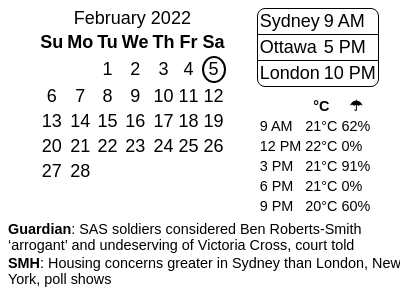 February 2022
Su Mo Tu We Th Fr Sa
1 2 3 4 5
6 7 8 9 10 11 12
13 14 15 16 17 18 19
20 21 22 23 24 25 26
27 28
Sydney 9 AM
Ottawa 5 PM
London 10 PM
°C ☂
9 AM 21°C 62%
12 PM 22°C 0%
3 PM 21°C 91%
6 PM 21°C 0%
9 PM 20°C 60%
Guardian: SAS soldiers considered Ben Roberts-Smith
‘arrogant’ and undeserving of Victoria Cross, court told
SMH: Housing concerns greater in Sydney than London, New
York, poll shows